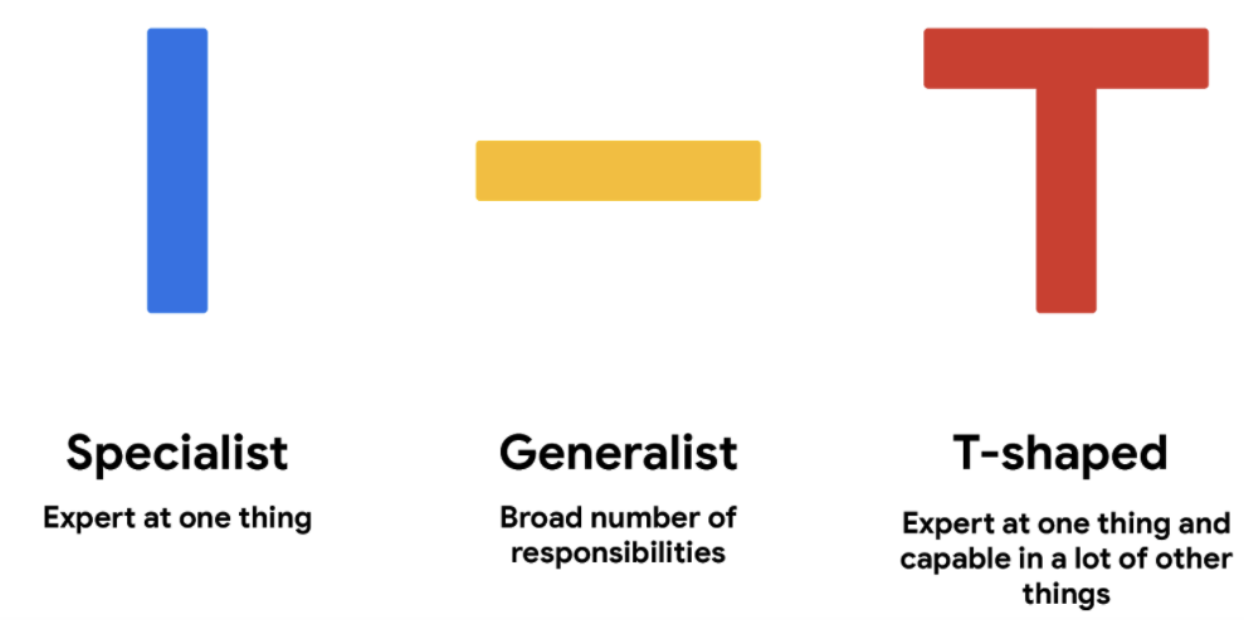 Specialist
Expert at one thing
Generalist
Broad number of
responsibilities
T-shaped
Expert at one thing and
capable in a lot of other
things